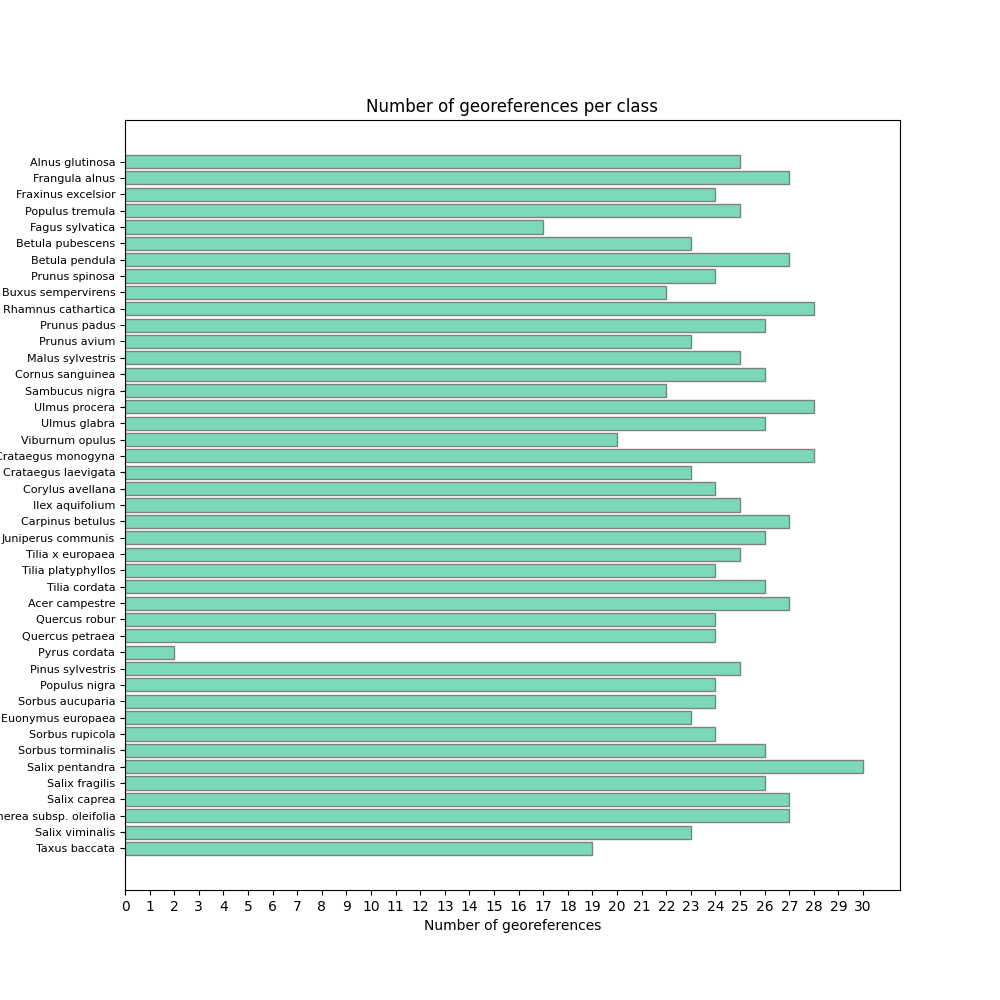 Number of georeferences per class
Alnus glutinosa
Frangula alnus
Fraxinus excelsior
Populus tremula
Fagus sylvatica
Betula pubescens
Betula pendula
Prunus spinosa
Buxus sempervirens
Rhamnus cathartica
Prunus padus
Prunus avium
Malus sylvestris
Cornus sanguinea
Sambucus nigra
Ulmus procera
Ulmus glabra
Viburnum opulus
Crataegus monogyna
Crataegus laevigata
Corylus avellana
Ilex aquifolium
Carpinus betulus
Juniperus communis
Tilia x europaea
Tilia platyphyllos
Tilia cordata
Acer campestre
Quercus robur
Quercus petraea
Pyrus cordata
Pinus sylvestris
Populus nigra
Sorbus aucuparia
Euonymus europaea
Sorbus rupicola
Sorbus torminalis
Salix pentandra
Salix fragilis
Salix caprea
subsp. oleifolia
Salix viminalis
Taxus baccata
0 1 2 3 4 5 6 7 8 9 10 11 12 13 14 15 16 17 18 19 20 21 22 23 24 25 26 27 28 29 30
Number of georeferences